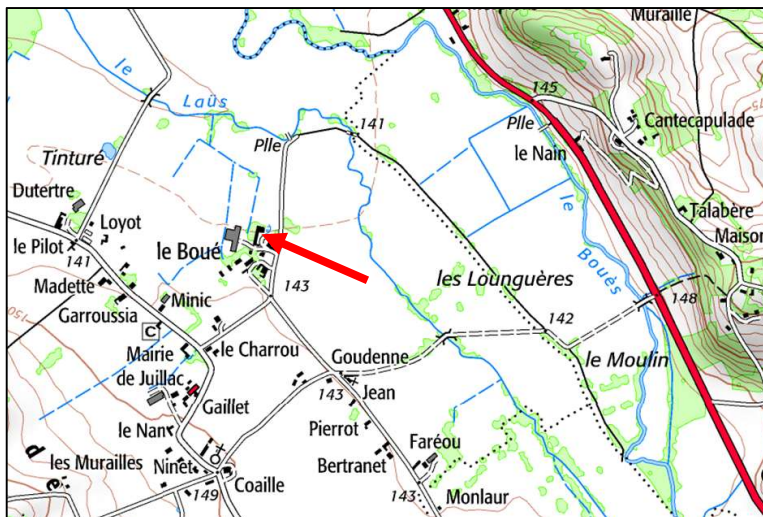 Muraille
le
Laüs
145
Plle
141
Plle
Cantecapulade
le Nain
Tinturé
Dutertre
Loyot
le Pilot
141
le Boué
le
Bouès
Talabère
Maison
Madette
Minic
143
les Lounguères
148
Garroussia
150
C
142
le Charrou
Mairie
de Juillac
Goudenne
le Moulin
143
Jean
Gaillet
Pierrot
le Nan
Faréou
d
les Murailles
Bertranet
Ninet
é
Coaille
149
143
Monlaur